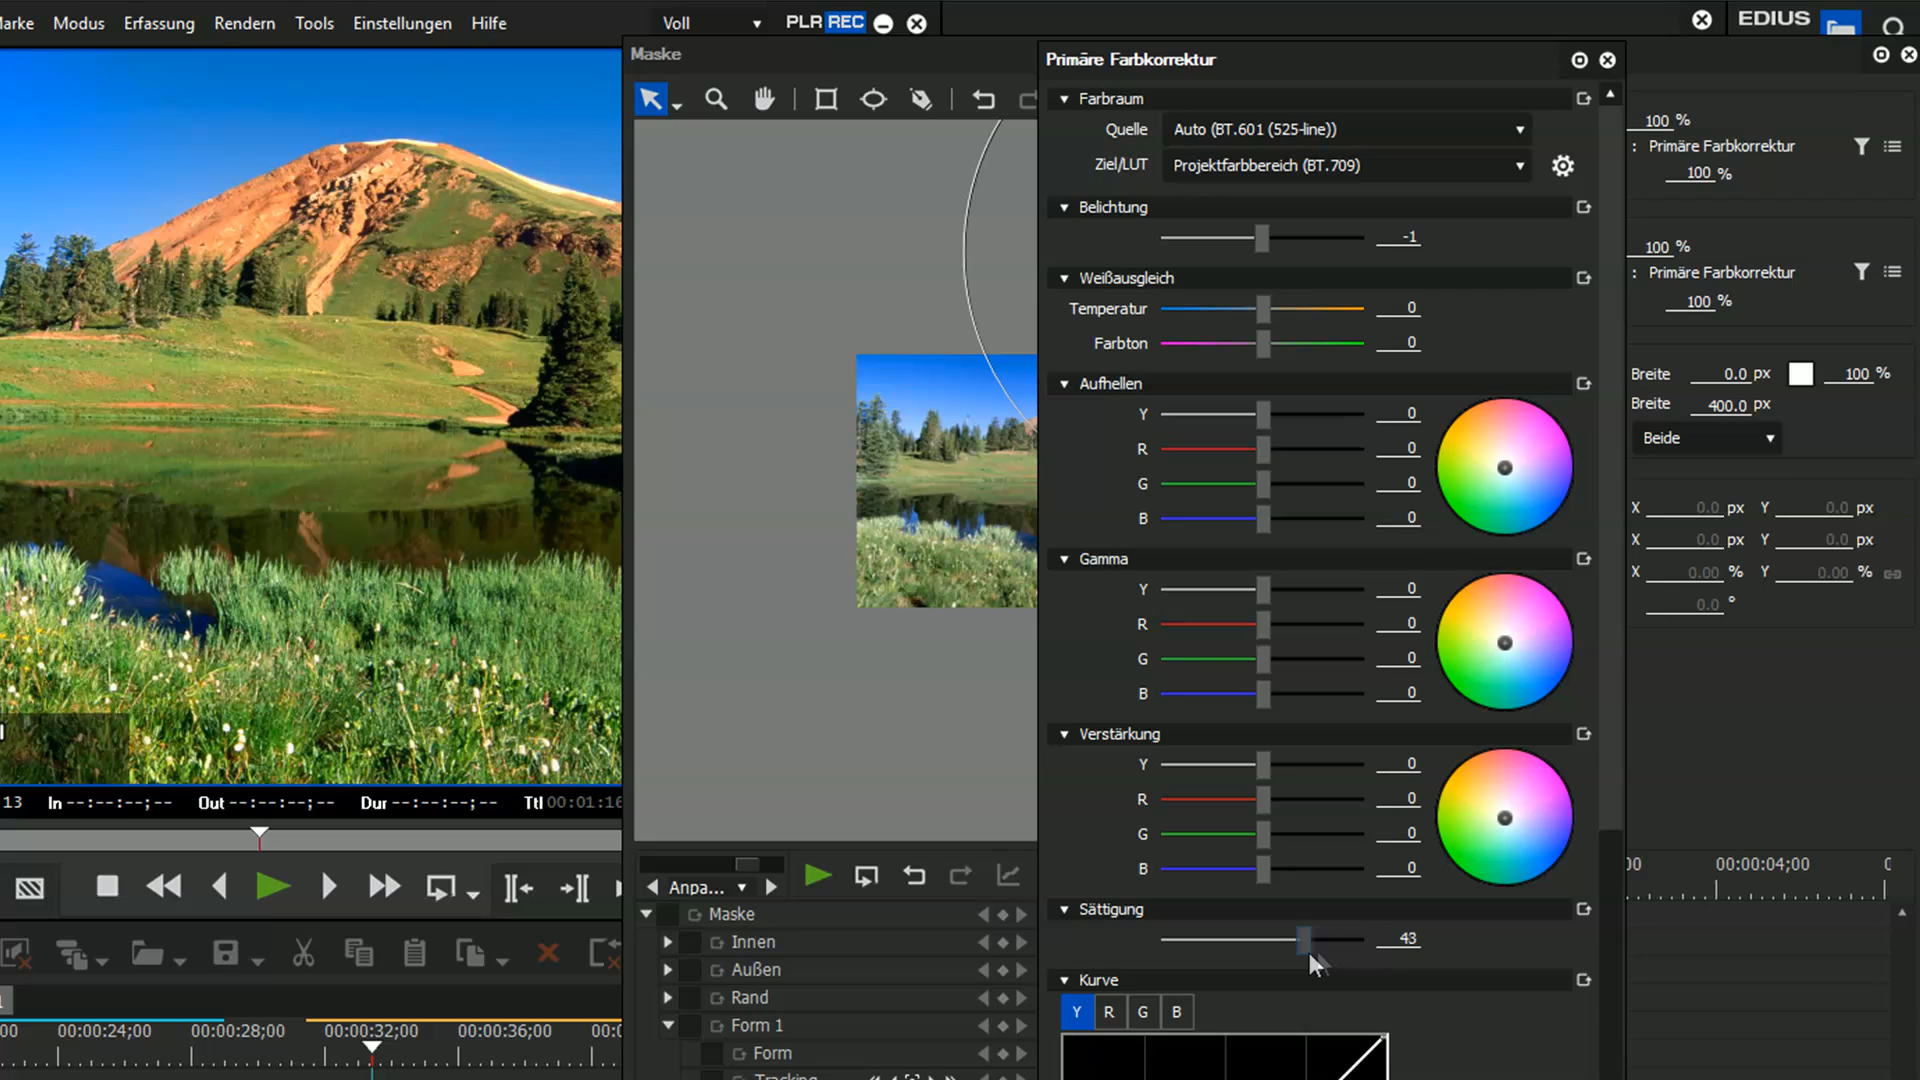 Marke Modus Erfassung Rendern Tools Einstellungen Hilfe
Voll
PLR REC
EDIUS
Maske
Primäre Farbkorrektur
Farbraum
Quelle Auto (BT.601 (525-line))
Ziel/LUT Projektfarbbereich (BT.709)
Belichtung
-1
Weißausgleich
Temperatur 0
Farbton 0
Aufhellen
Y 0
R 0
G 0
B 0
Gamma
Y 0
R 0
G 0
B 0
Verstärkung
Y 0
R 0
G 0
B 0
Sättigung
43
Kurve
Y R G B
100 %
: Primäre Farbkorrektur
100 %
100 %
: Primäre Farbkorrektur
100 %
Breite 0.0 px 100 %
Breite 400.0 px
Beide
X 0.0 px Y 0.0 px
X 0.0 px Y 0.0 px
X 0.00 % Y 0.00 %
0.0 °
13 In --:--:--;-- Out --:--:--;-- Dur --:--:--;-- Ttl 00:01:16
Anpa...
Maske
Innen
Außen
Rand
Form 1
Form
Tracking
00:00:24;00 00:00:28;00 00:00:32;00 00:00:36;00
00:00:04;00